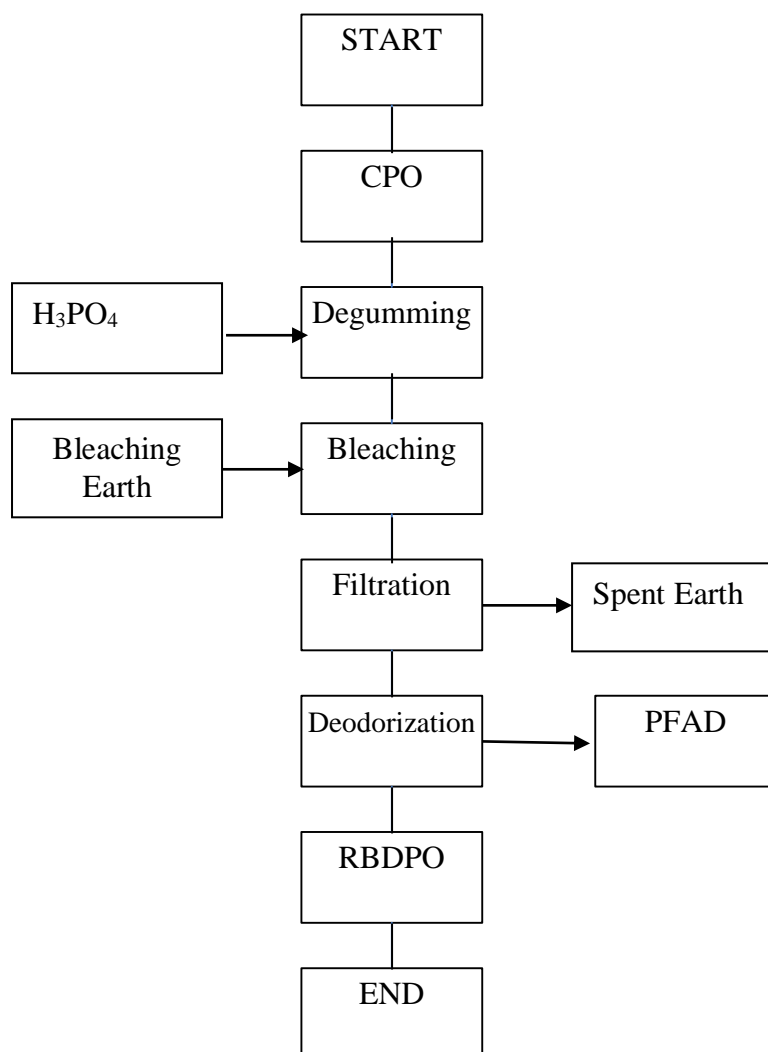 START
CPO
H₃PO₄
Degumming
Bleaching
Earth
Bleaching
Filtration
Spent Earth
Deodorization
PFAD
RBDPO
END